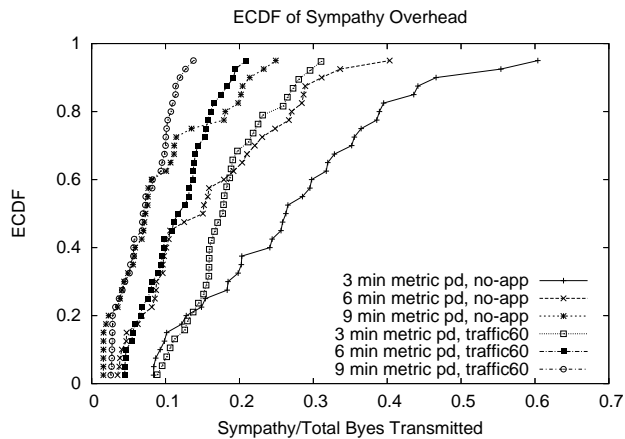 ECDF of Sympathy Overhead
1
0.8
0.6
0.4
0.2
0
ECDF
3 min metric pd, no-app
6 min metric pd, no-app
9 min metric pd, no-app
3 min metric pd, traffic60
6 min metric pd, traffic60
9 min metric pd, traffic60
0 0.1 0.2 0.3 0.4 0.5 0.6 0.7
Sympathy/Total Byes Transmitted